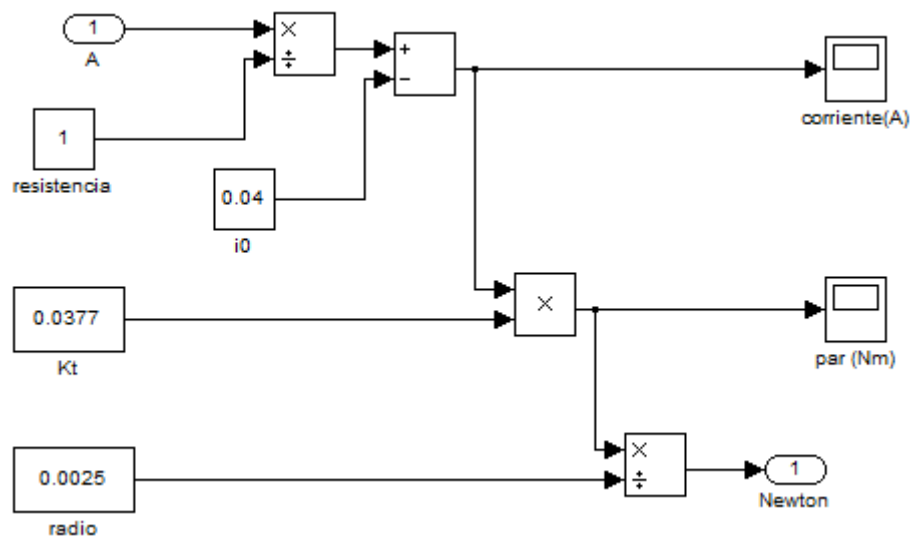 1
A
×
÷
+
−
corriente(A)
1
resistencia
0.04
i0
0.0377
Kt
×
par (Nm)
0.0025
radio
×
÷
1
Newton